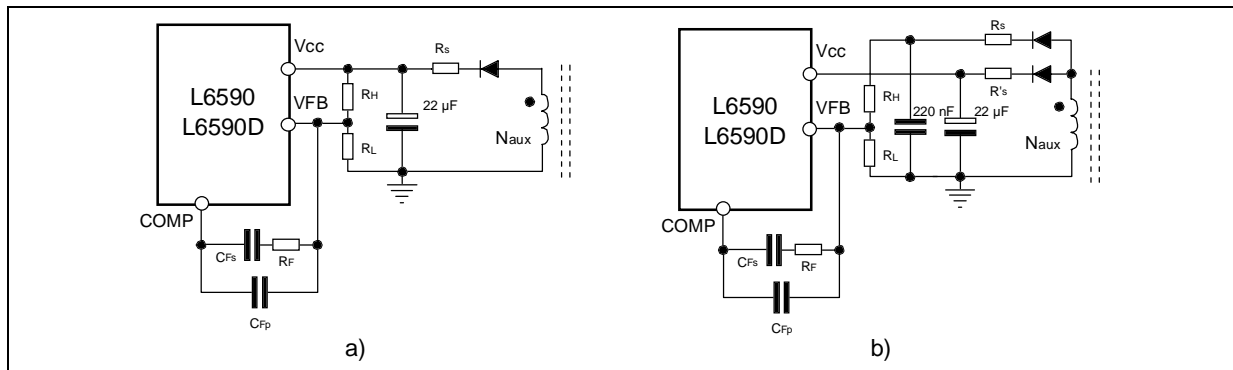 Vcc
Rs
L6590
L6590D
VFB
RH
22 µF
RL
Naux
COMP
CFs
RF
CFp
a)
Vcc
Rs
R's
L6590
L6590D
VFB
RH
220 nF
22 µF
RL
Naux
COMP
CFs
RF
CFp
b)